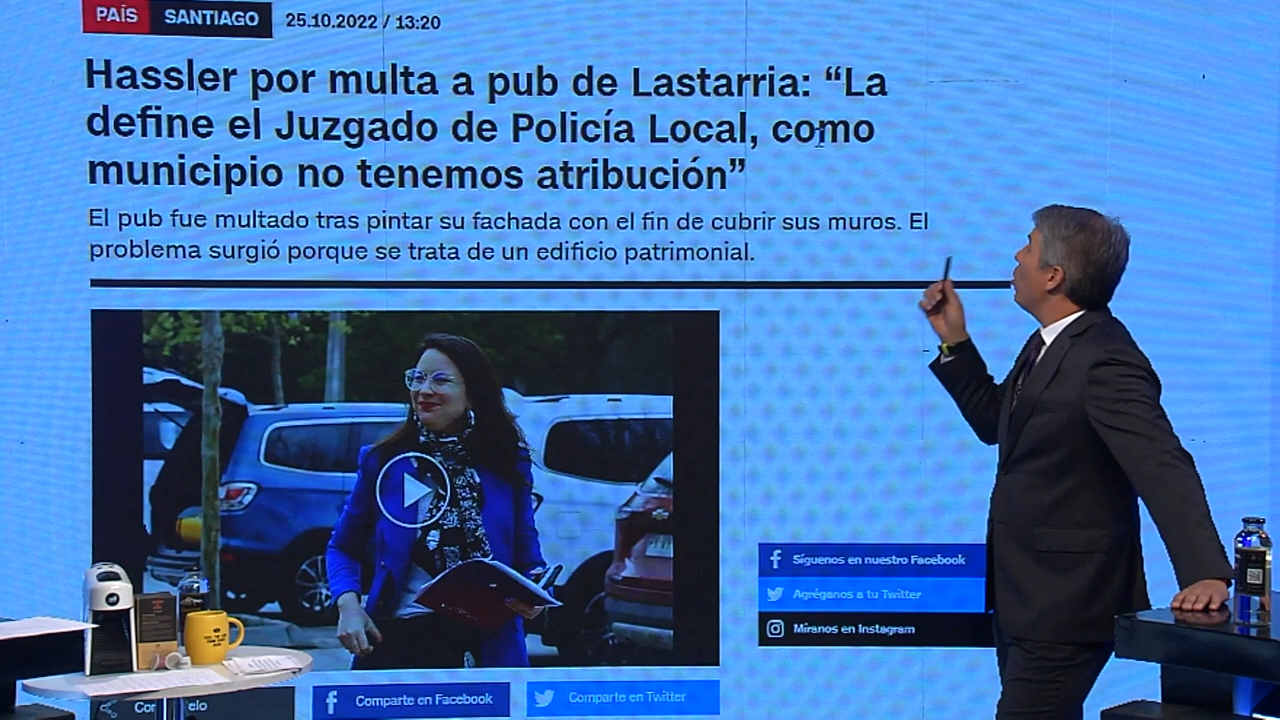 PAÍS SANTIAGO 25.10.2022 / 13:20
Hassler por multa a pub de Lastarria: “La
define el Juzgado de Policía Local, como
municipio no tenemos atribución”
El pub fue multado tras pintar su fachada con el fin de cubrir sus muros. El
problema surgió porque se trata de un edificio patrimonial.
Síguenos en nuestro Facebook
Agréganos a tu Twitter
Míranos en Instagram
Comparte en Facebook
Comparte en Twitter